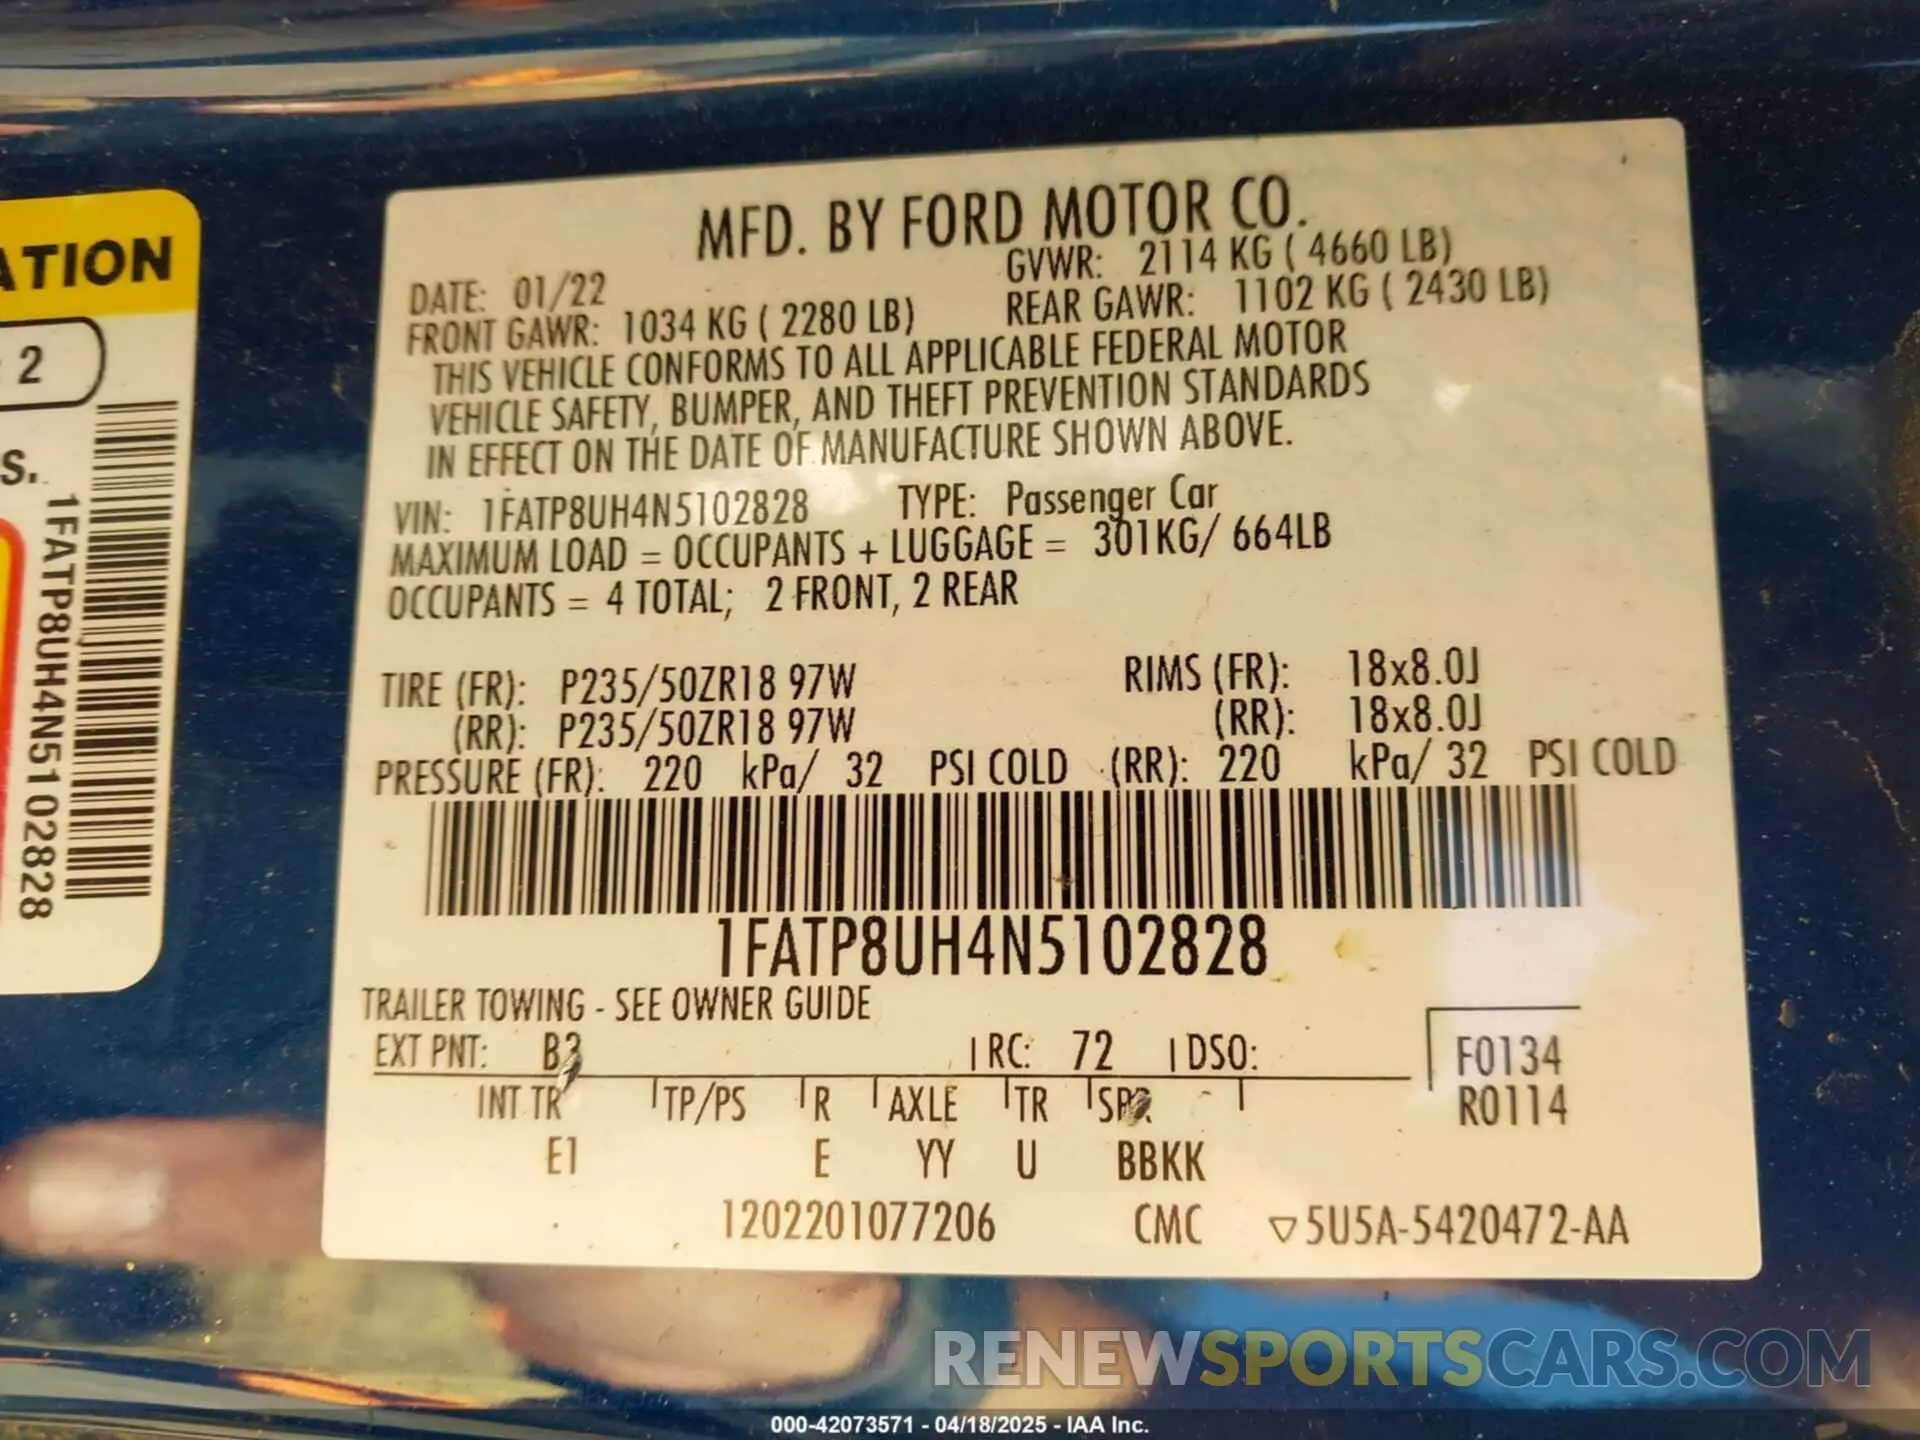 MFD. BY FORD MOTOR CO.
DATE: 01/22 GVWR: 2114 KG ( 4660 LB)
FRONT GAWR: 1034 KG ( 2280 LB) REAR GAWR: 1102 KG ( 2430 LB)
THIS VEHICLE CONFORMS TO ALL APPLICABLE FEDERAL MOTOR
VEHICLE SAFETY, BUMPER, AND THEFT PREVENTION STANDARDS
IN EFFECT ON THE DATE OF MANUFACTURE SHOWN ABOVE.
VIN: 1FATP8UH4N5102828 TYPE: Passenger Car
MAXIMUM LOAD = OCCUPANTS + LUGGAGE = 301KG/ 664LB
OCCUPANTS = 4 TOTAL; 2 FRONT, 2 REAR
TIRE (FR): P235/50ZR18 97W RIMS (FR): 18x8.0J
(RR): P235/50ZR18 97W (RR): 18x8.0J
PRESSURE (FR): 220 kPa/ 32 PSI COLD (RR): 220 kPa/ 32 PSI COLD
1FATP8UH4N5102828
TRAILER TOWING - SEE OWNER GUIDE
EXT PNT: B3 RC: 72 DSO: F0134
INT TR TP/PS R AXLE TR SPR R0114
E1 E YY U BBKK
1202201077206 CMC ▽5U5A-5420472-AA
ATION
: 2
S.
1FATP8UH4N5102828
RENEWSPORTSCARS.COM
000-42073571 - 04/18/2025 - IAA Inc.